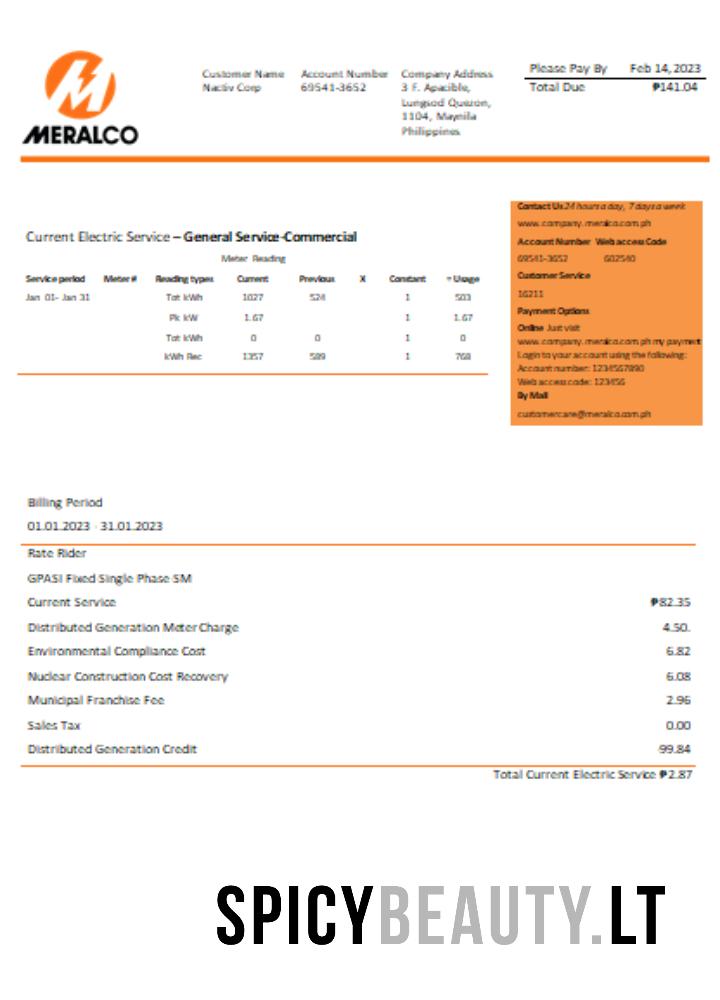 MERALCO
Customer Name Account Number Company Address
Nactiv Corp 69541-3652 3 F. Apacible,
Lungsod Quezon,
1104, Maynila
Philippines
Please Pay By Feb 14,2023
Total Due ₱141.04
Contact Us 24 hours a day, 7 days a week
www.company.meralco.com.ph
Account Number Web access Code
69541-3652 602540
Customer Service
16211
Payment Options
Online Just visit
www.company.meralco.com.ph my payment
Login to your account using the following:
Account number: 1234567890
Web access code: 123456
By Mail
customercare@meralco.com.ph
Current Electric Service – General Service-Commercial
Meter Reading
Service period Meter # Reading types Current Previous X Constant = Usage
Jan 01- Jan 31 Tot kWh 1027 524 1 503
Pk kW 1.67 1 1.67
Tot kWh 0 0 1 0
kWh Rec 1357 589 1 768
Billing Period
01.01.2023 - 31.01.2023
Rate Rider
GPASI Fixed Single Phase SM
Current Service ₱82.35
Distributed Generation Meter Charge 4.50.
Environmental Compliance Cost 6.82
Nuclear Construction Cost Recovery 6.08
Municipal Franchise Fee 2.96
Sales Tax 0.00
Distributed Generation Credit 99.84
Total Current Electric Service ₱2.87
SPICYBEAUTY.LT